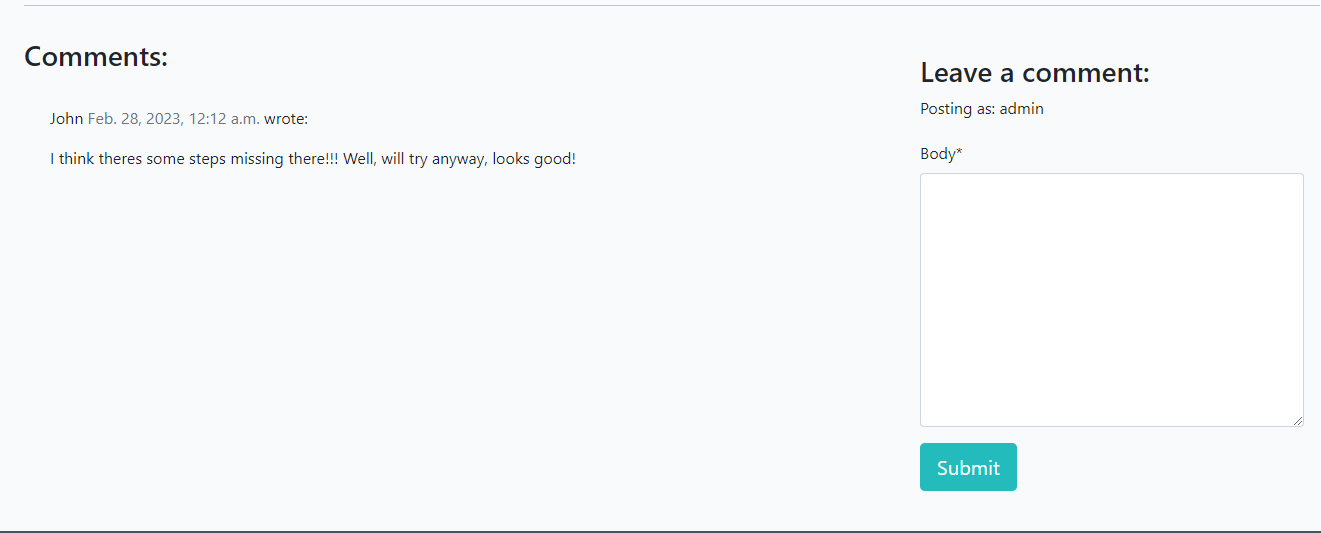 Comments:
John Feb. 28, 2023, 12:12 a.m. wrote:
I think theres some steps missing there!!! Well, will try anyway, looks good!
Leave a comment:
Posting as: admin
Body*
Submit